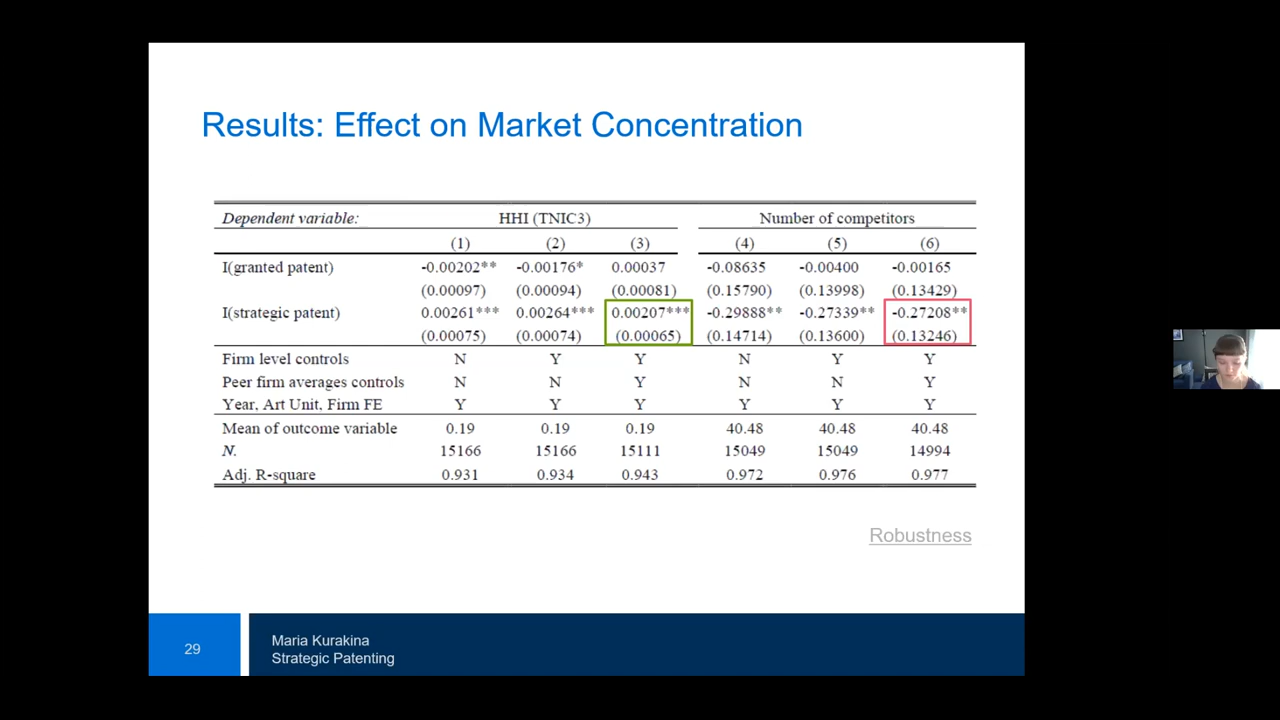 Results: Effect on Market Concentration
Dependent variable: HHI (TNIC3) Number of competitors
(1) (2) (3) (4) (5) (6)
I(granted patent) -0.00202** -0.00176* 0.00037 -0.08635 -0.00400 -0.00165
(0.00097) (0.00094) (0.00081) (0.15790) (0.13998) (0.13429)
I(strategic patent) 0.00261*** 0.00264*** 0.00207*** -0.29888** -0.27339** -0.27208**
(0.00075) (0.00074) (0.00065) (0.14714) (0.13600) (0.13246)
Firm level controls N Y Y N Y Y
Peer firm averages controls N N Y N N Y
Year, Art Unit, Firm FE Y Y Y Y Y Y
Mean of outcome variable 0.19 0.19 0.19 40.48 40.48 40.48
N. 15166 15166 15111 15049 15049 14994
Adj. R-square 0.931 0.934 0.943 0.972 0.976 0.977
Robustness
29
Maria Kurakina
Strategic Patenting